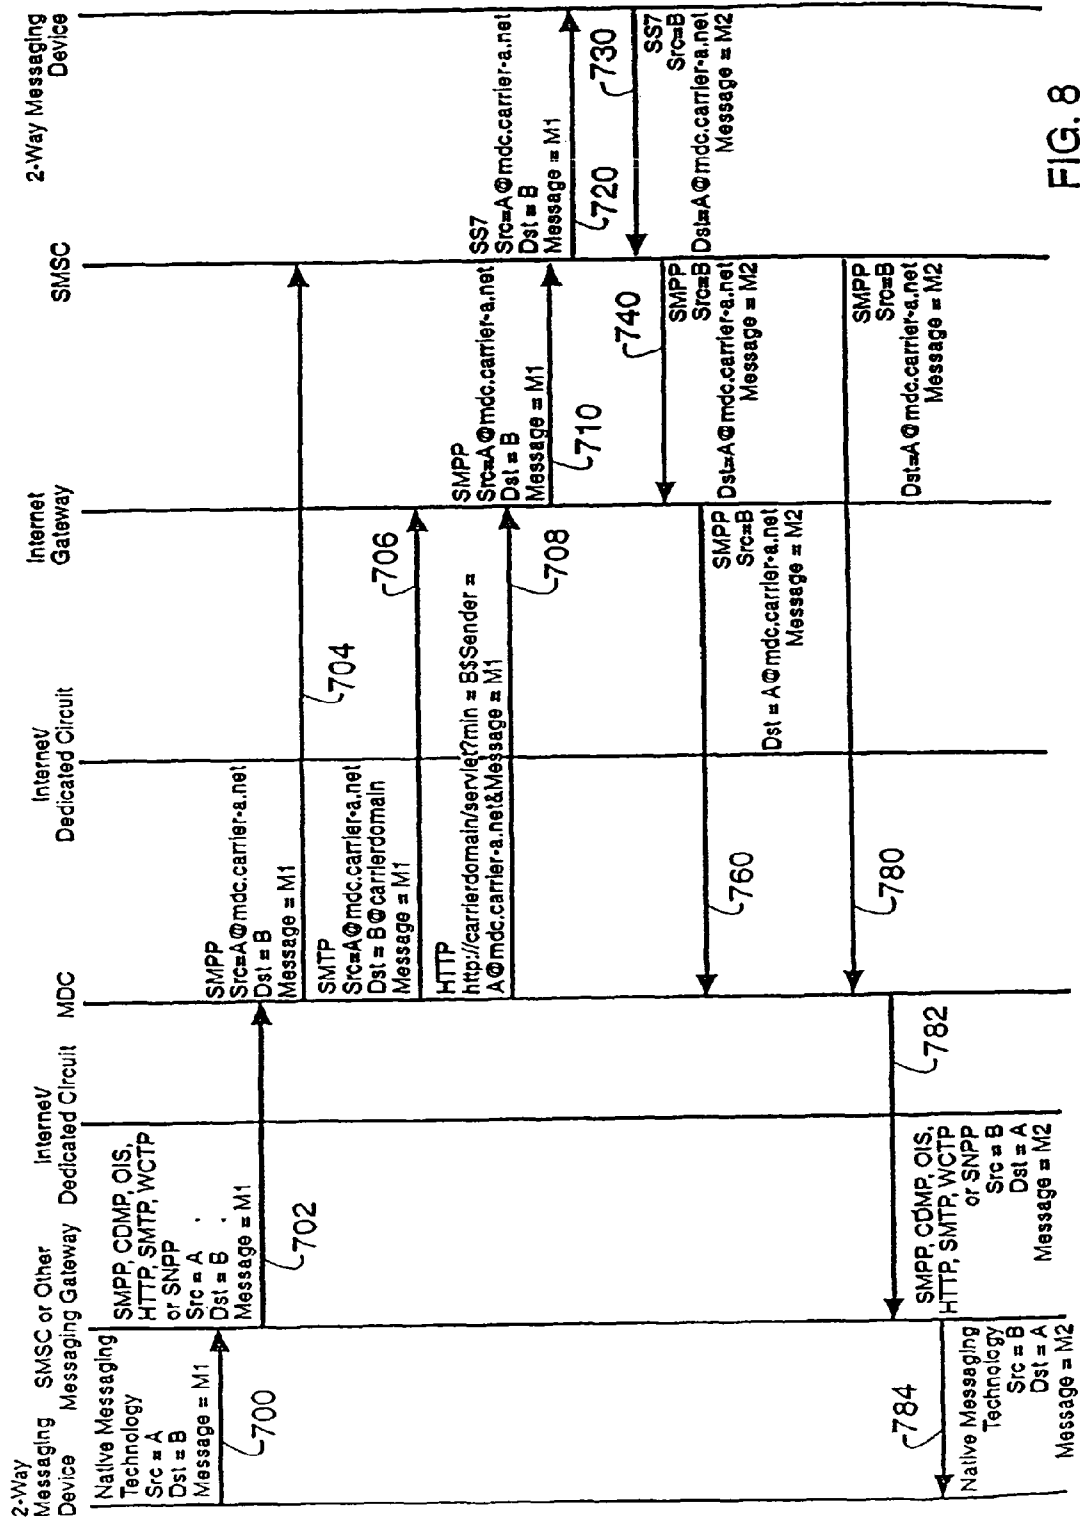 2-Way
Messaging
Device
SMSC or Other
Messaging Gateway
Internet/
Dedicated Circuit
MDC
Internet/
Dedicated Circuit
Internet
Gateway
SMSC
2-Way Messaging
Device
Native Messaging
Technology
Src = A
Dst = B
Message = M1
700
SMPP, CDMP, OIS,
HTTP, SMTP, WCTP
or SNPP
Src = A
Dst = B
Message = M1
702
SMPP
Src=A@mdc.carrier-a.net
Dst = B
Message = M1
704
SMTP
Src=A@mdc.carrier-a.net
Dst = B@carrierdomain
Message = M1
706
HTTP
http://carrierdomain/servlet?min = B$Sender =
A@mdc.carrier-a.net&Message = M1
708
SMPP
Src=A@mdc.carrier-a.net
Dst = B
Message = M1
710
SS7
Src=A@mdc.carrier-a.net
Dst = B
Message = M1
720
730
SS7
Src=B
Dst=A@mdc.carrier-a.net
Message = M2
740
SMPP
Src=B
Dst=A@mdc.carrier-a.net
Message = M2
760
SMPP
Src=B
Dst = A@mdc.carrier-a.net
Message = M2
780
SMPP
Src=B
Dst=A@mdc.carrier-a.net
Message = M2
782
SMPP, CDMP, OIS,
HTTP, SMTP, WCTP
or SNPP
Src = B
Dst = A
Message = M2
784
Native Messaging
Technology
Src = B
Dst = A
Message = M2
FIG. 8